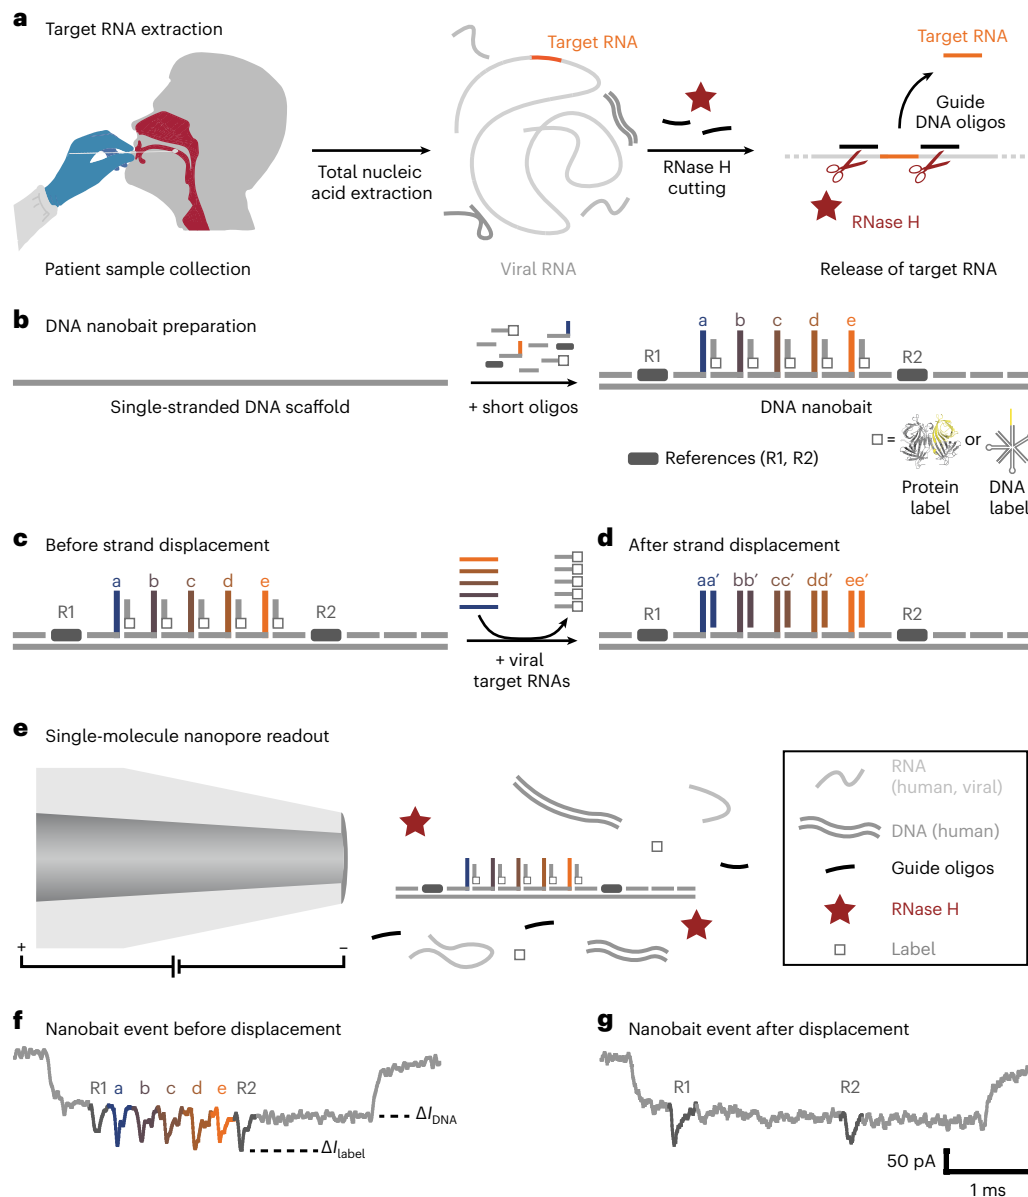 a
Target RNA extraction
Target RNA
Target RNA
Guide
DNA oligos
Total nucleic
acid extraction
RNase H
cutting
RNase H
Patient sample collection
Viral RNA
Release of target RNA
b
DNA nanobait preparation
a b c d e
R1
R2
Single-stranded DNA scaffold
+ short oligos
DNA nanobait
References (R1, R2)
= or
Protein
label
DNA
label
c
Before strand displacement
a b c d e
R1
R2
+ viral
target RNAs
d
After strand displacement
aa′ bb′ cc′ dd′ ee′
R1
R2
e
Single-molecule nanopore readout
+
−
RNA
(human, viral)
DNA (human)
Guide oligos
RNase H
Label
f
Nanobait event before displacement
R1 a b c d e R2
ΔI DNA
ΔI label
g
Nanobait event after displacement
R1
R2
50 pA
1 ms